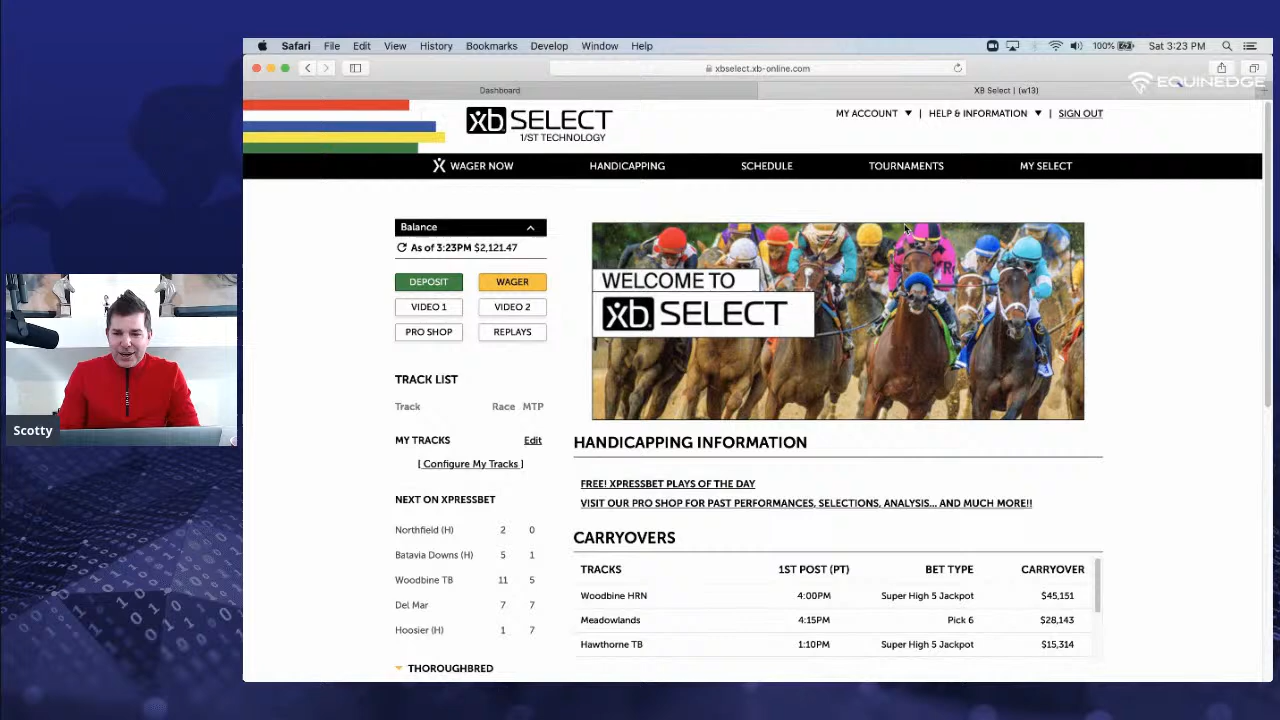 Safari File Edit View History Bookmarks Develop Window Help 100% Sat 3:23 PM
xbselect.xb-online.com
EQUINEDGE
Dashboard XB Select | (w13)
xb SELECT
1/ST TECHNOLOGY
MY ACCOUNT HELP & INFORMATION SIGN OUT
WAGER NOW HANDICAPPING SCHEDULE TOURNAMENTS MY SELECT
Balance
As of 3:23PM $2,121.47
DEPOSIT WAGER
VIDEO 1 VIDEO 2
PRO SHOP REPLAYS
WELCOME TO
xb SELECT
TRACK LIST
Track Race MTP
MY TRACKS Edit
[ Configure My Tracks ]
NEXT ON XPRESSBET
Northfield (H) 2 0
Batavia Downs (H) 5 1
Woodbine TB 11 5
Del Mar 7 7
Hoosier (H) 1 7
THOROUGHBRED
HANDICAPPING INFORMATION
FREE! XPRESSBET PLAYS OF THE DAY
VISIT OUR PRO SHOP FOR PAST PERFORMANCES, SELECTIONS, ANALYSIS... AND MUCH MORE!!
CARRYOVERS
TRACKS 1ST POST (PT) BET TYPE CARRYOVER
Woodbine HRN 4:00PM Super High 5 Jackpot $45,151
Meadowlands 4:15PM Pick 6 $28,143
Hawthorne TB 1:10PM Super High 5 Jackpot $15,314
Scotty